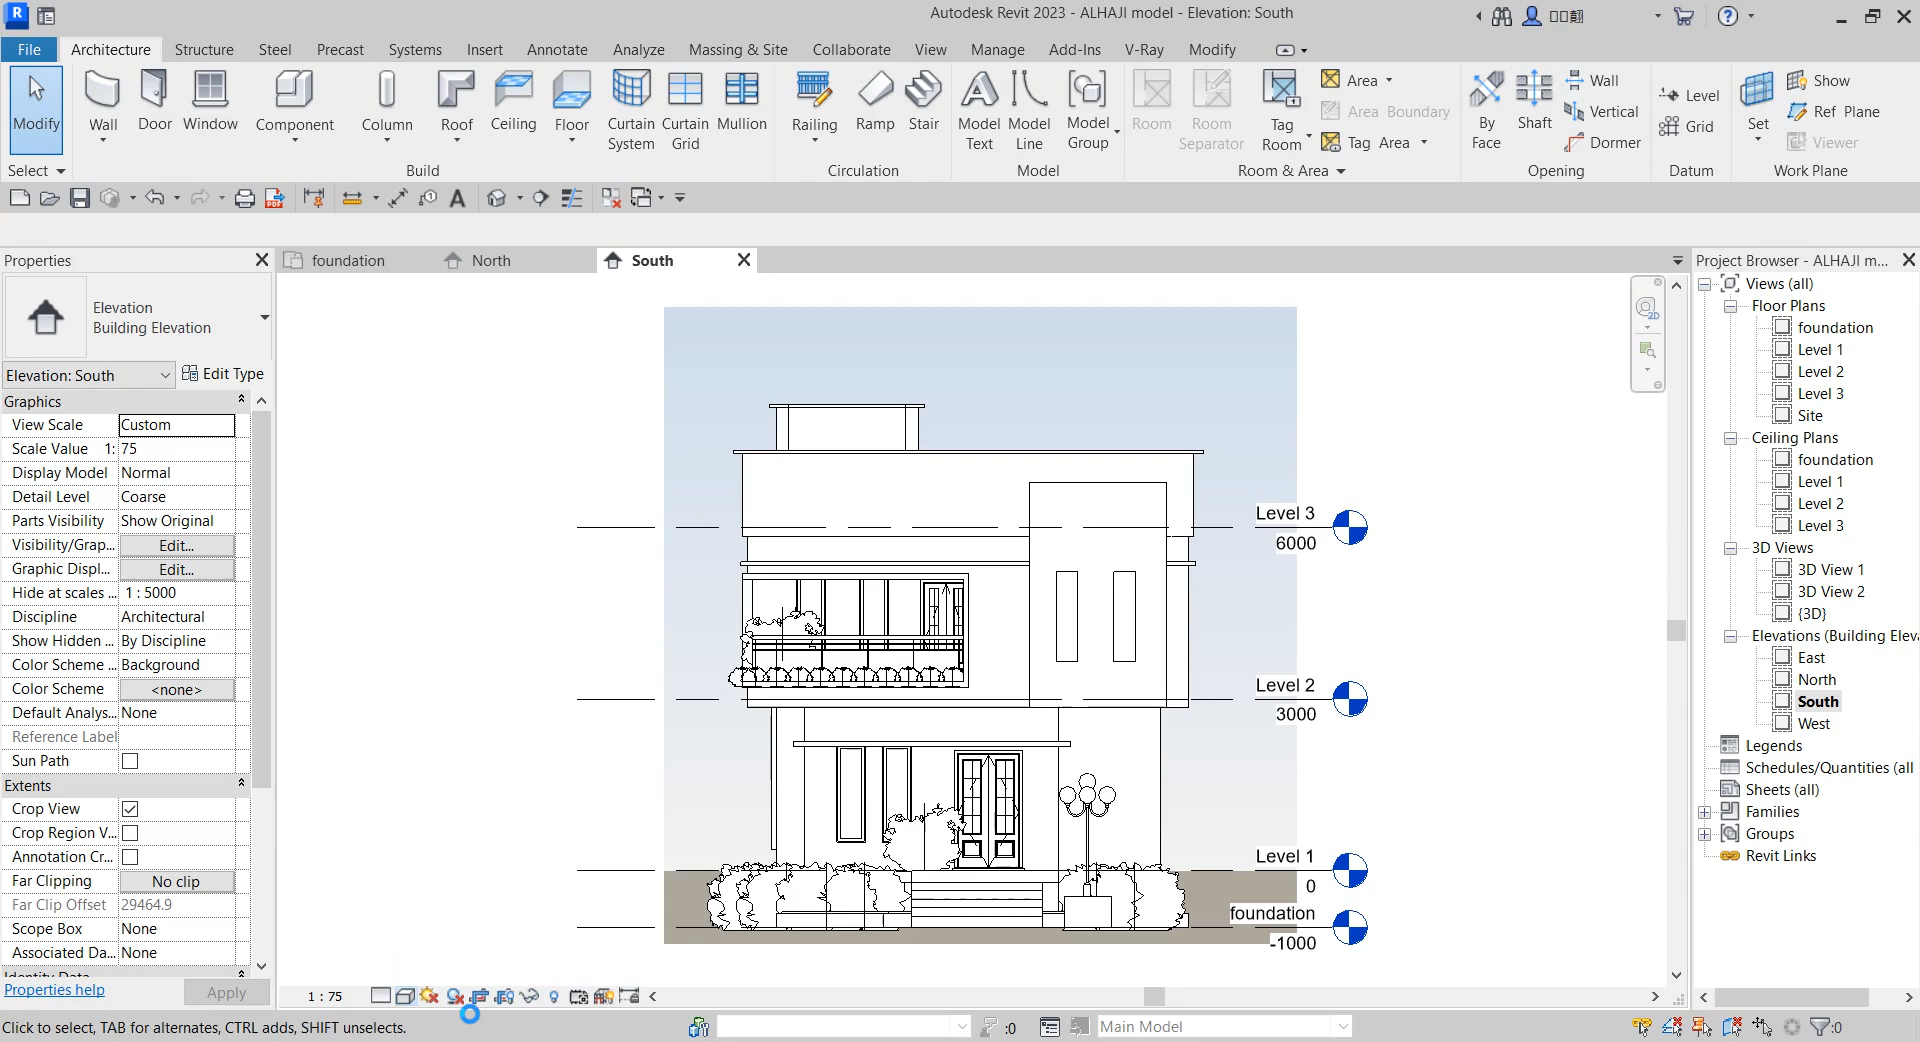 R
Autodesk Revit 2023 - ALHAJI model - Elevation: South
?
File
Architecture
Structure
Steel
Precast
Systems
Insert
Annotate
Analyze
Massing & Site
Collaborate
View
Manage
Add-Ins
V-Ray
Modify
Modify
Wall
Door
Window
Component
Column
Roof
Ceiling
Floor
Curtain System
Curtain Grid
Mullion
Railing
Ramp
Stair
Model Text
Model Line
Model Group
Room
Room Separator
Tag Room
Area
Area Boundary
Tag Area
By Face
Shaft
Wall
Vertical
Dormer
Level
Grid
Set
Show
Ref Plane
Viewer
Select
Build
Circulation
Model
Room & Area
Opening
Datum
Work Plane
PDF
A
Properties
foundation
North
South
Project Browser - ALHAJI m...
Elevation
Building Elevation
Elevation: South
Edit Type
Graphics
View Scale Custom
Scale Value 1: 75
Display Model Normal
Detail Level Coarse
Parts Visibility Show Original
Visibility/Grap... Edit...
Graphic Displ... Edit...
Hide at scales ... 1 : 5000
Discipline Architectural
Show Hidden ... By Discipline
Color Scheme ... Background
Color Scheme <none>
Default Analys... None
Reference Label
Sun Path
Extents
Crop View
Crop Region V...
Annotation Cr...
Far Clipping No clip
Far Clip Offset 29464.9
Scope Box None
Associated Da... None
Identity Data
Properties help
Apply
Level 3
6000
Level 2
3000
Level 1
0
foundation
-1000
2D
Views (all)
Floor Plans
foundation
Level 1
Level 2
Level 3
Site
Ceiling Plans
foundation
Level 1
Level 2
Level 3
3D Views
3D View 1
3D View 2
{3D}
Elevations (Building Eleva
East
North
South
West
Legends
Schedules/Quantities (all
Sheets (all)
Families
Groups
Revit Links
1 : 75
Click to select, TAB for alternates, CTRL adds, SHIFT unselects.
:0
Main Model
:0